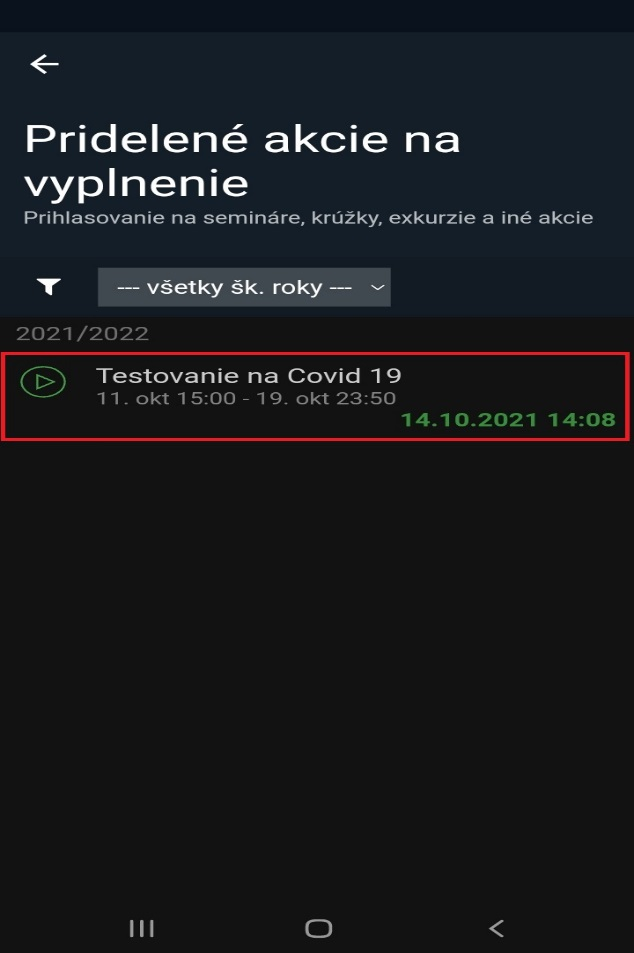 Pridelené akcie na
vyplnenie
Prihlasovanie na semináre, krúžky, exkurzie a iné akcie
--- všetky šk. roky ---
2021/2022
Testovanie na Covid 19
11. okt 15:00 - 19. okt 23:50
14.10.2021 14:08